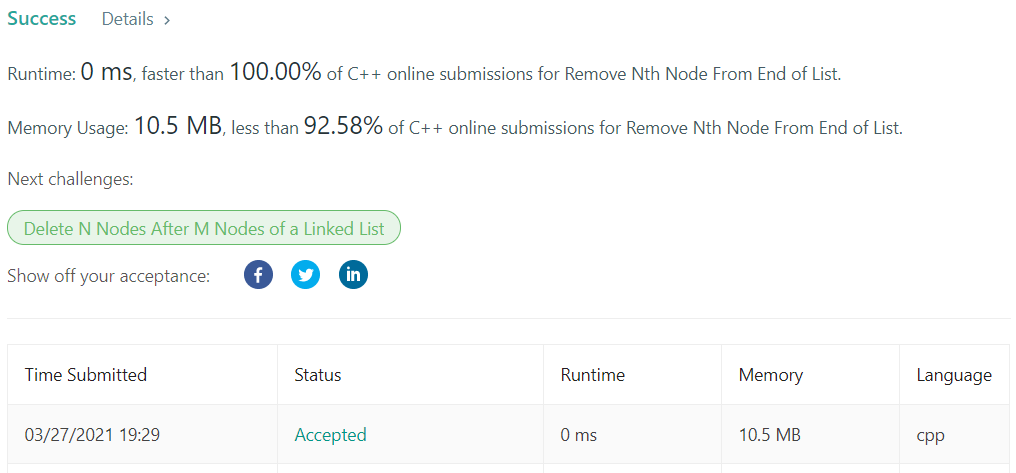 Success Details >
Runtime: 0 ms, faster than 100.00% of C++ online submissions for Remove Nth Node From End of List.
Memory Usage: 10.5 MB, less than 92.58% of C++ online submissions for Remove Nth Node From End of List.
Next challenges:
Delete N Nodes After M Nodes of a Linked List
Show off your acceptance: f in
Time Submitted Status Runtime Memory Language
03/27/2021 19:29 Accepted 0 ms 10.5 MB cpp